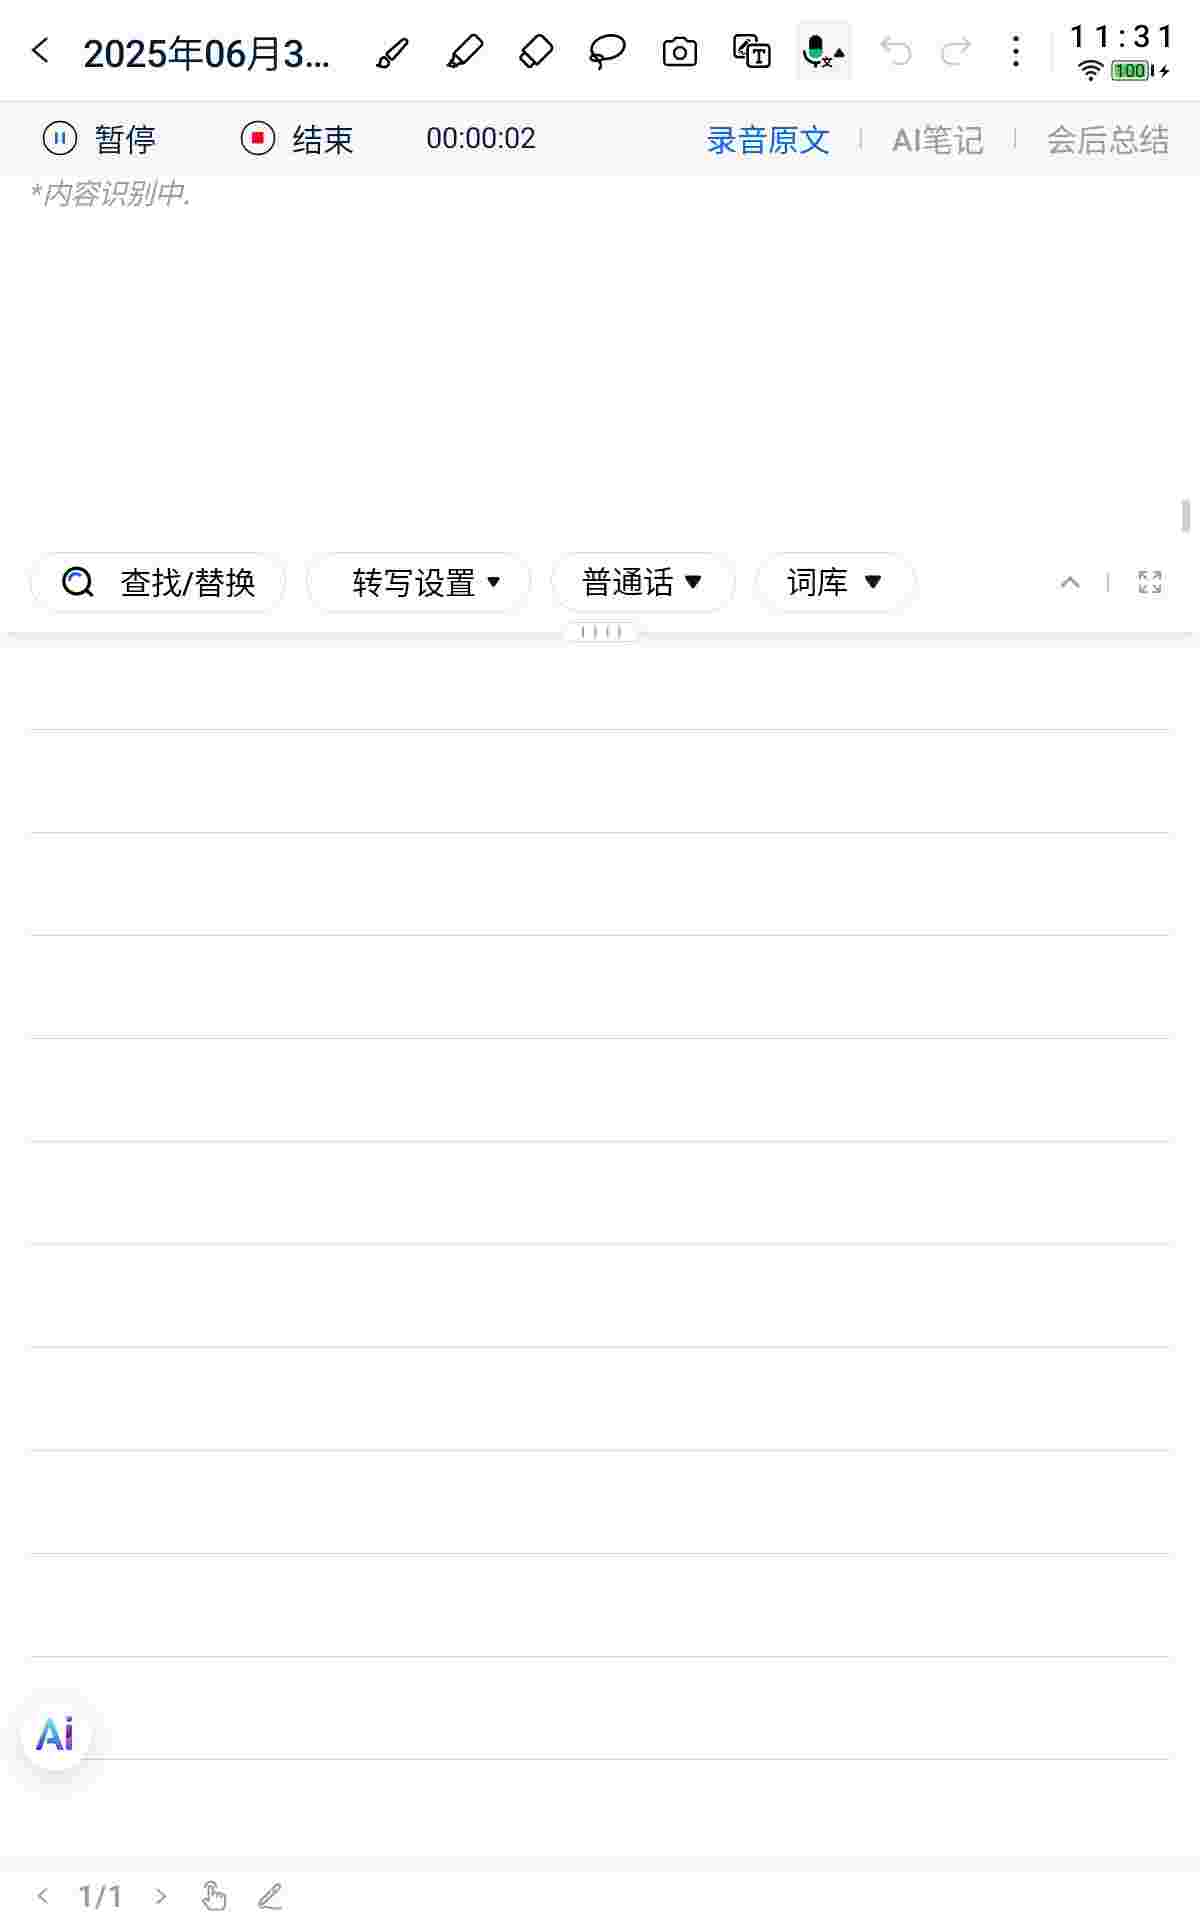 2025年06月3...
11:31
100
暂停 结束 00:00:02 录音原文 AI笔记 会后总结
*内容识别中.
查找/替换 转写设置 普通话 词库
Ai
1/1